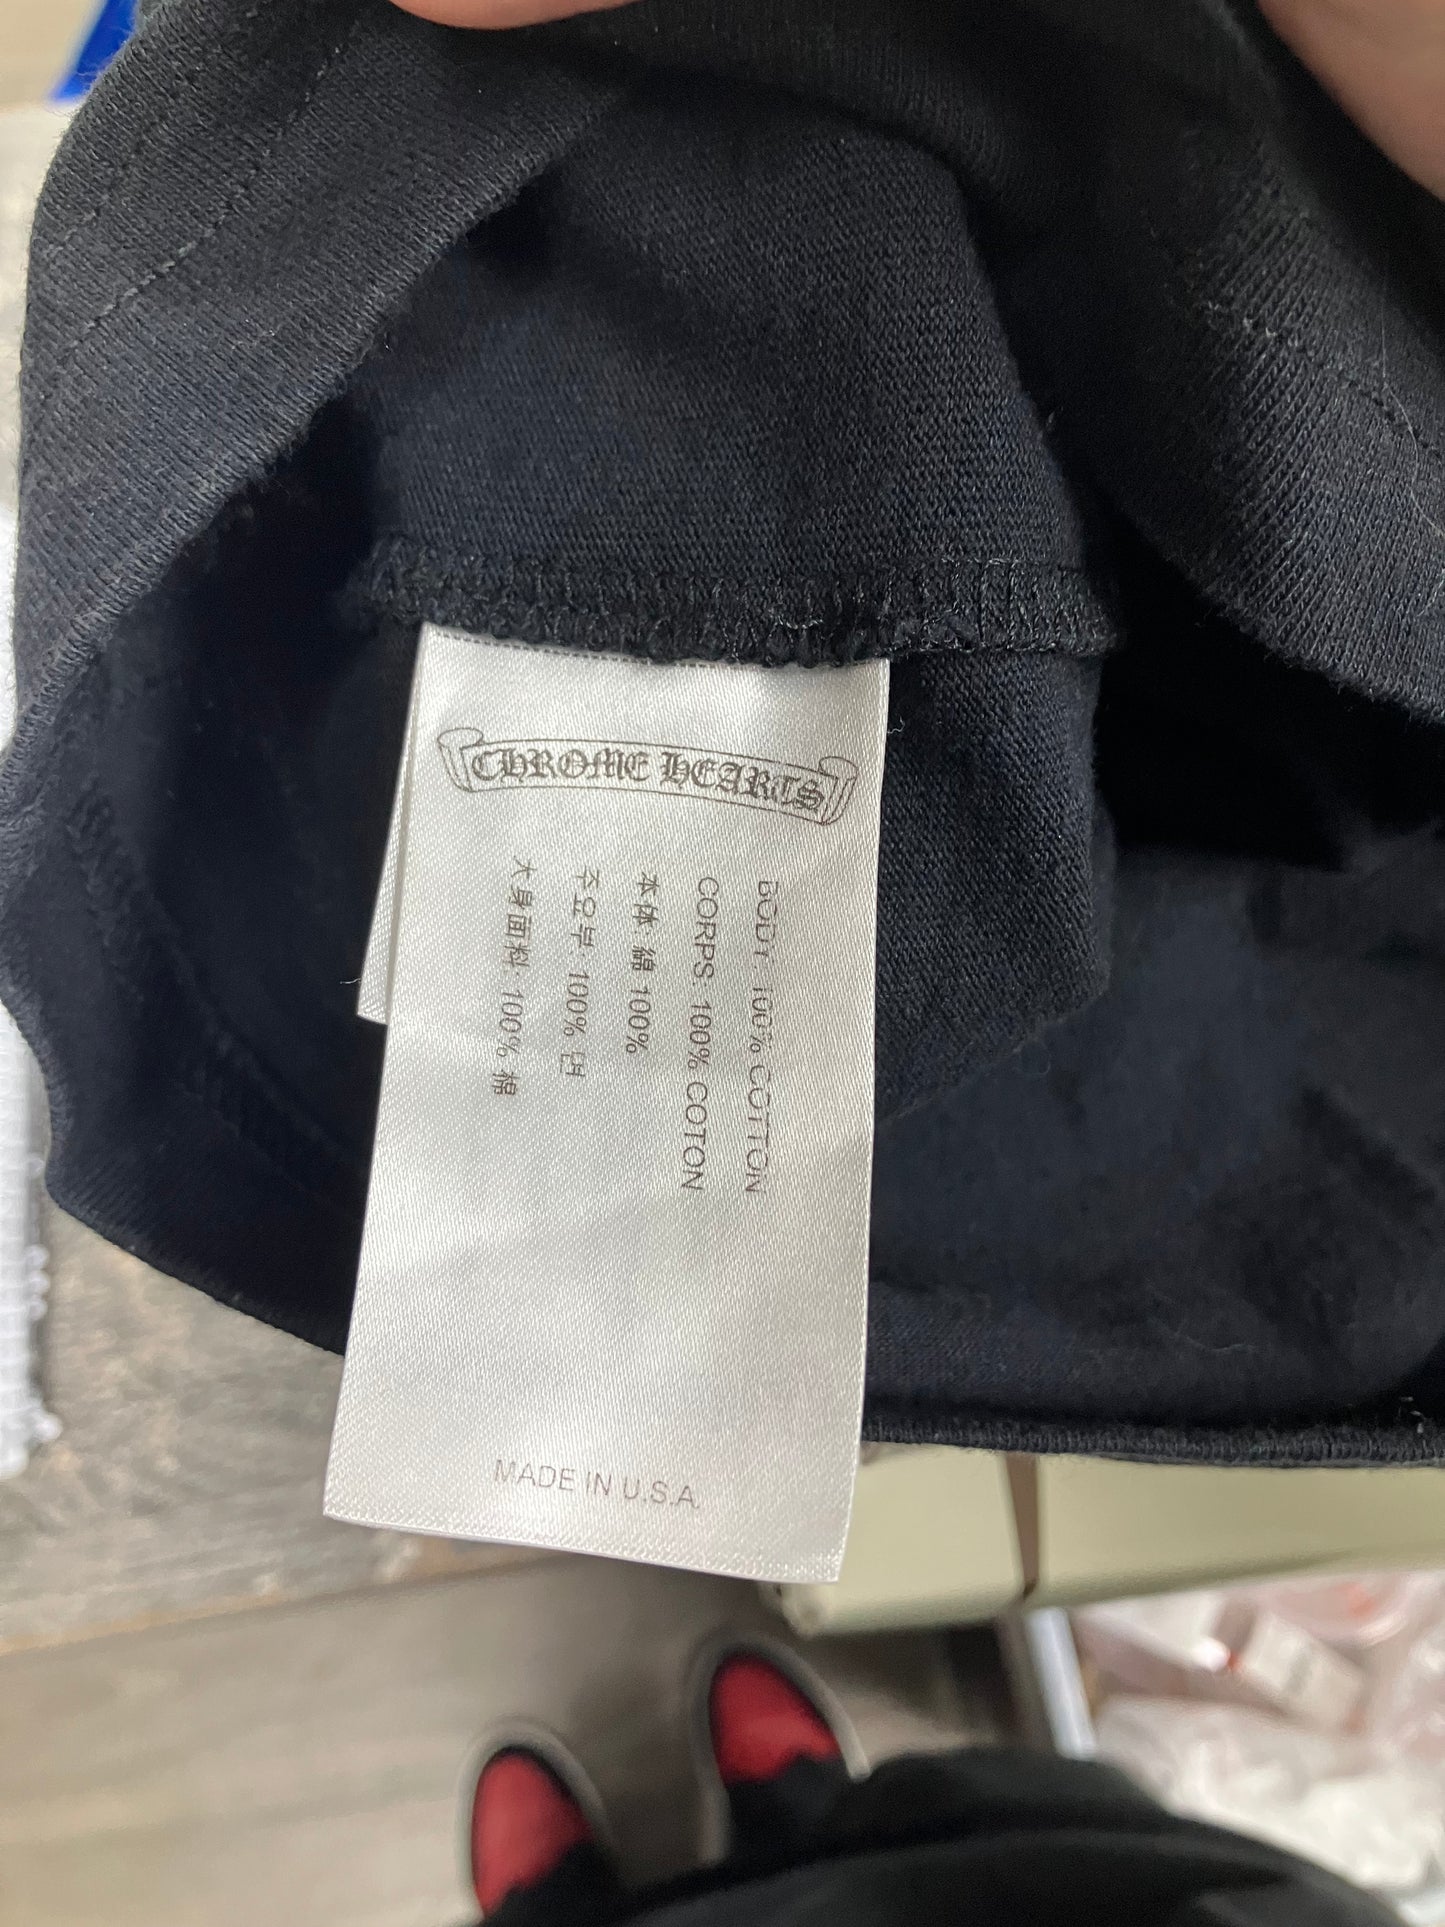 CHROME HEARTS
BODY: 100% COTTON
CORPS: 100% COTON
本体 綿 100%
주요부: 100% 면
大身面料: 100% 棉
MADE IN U.S.A.